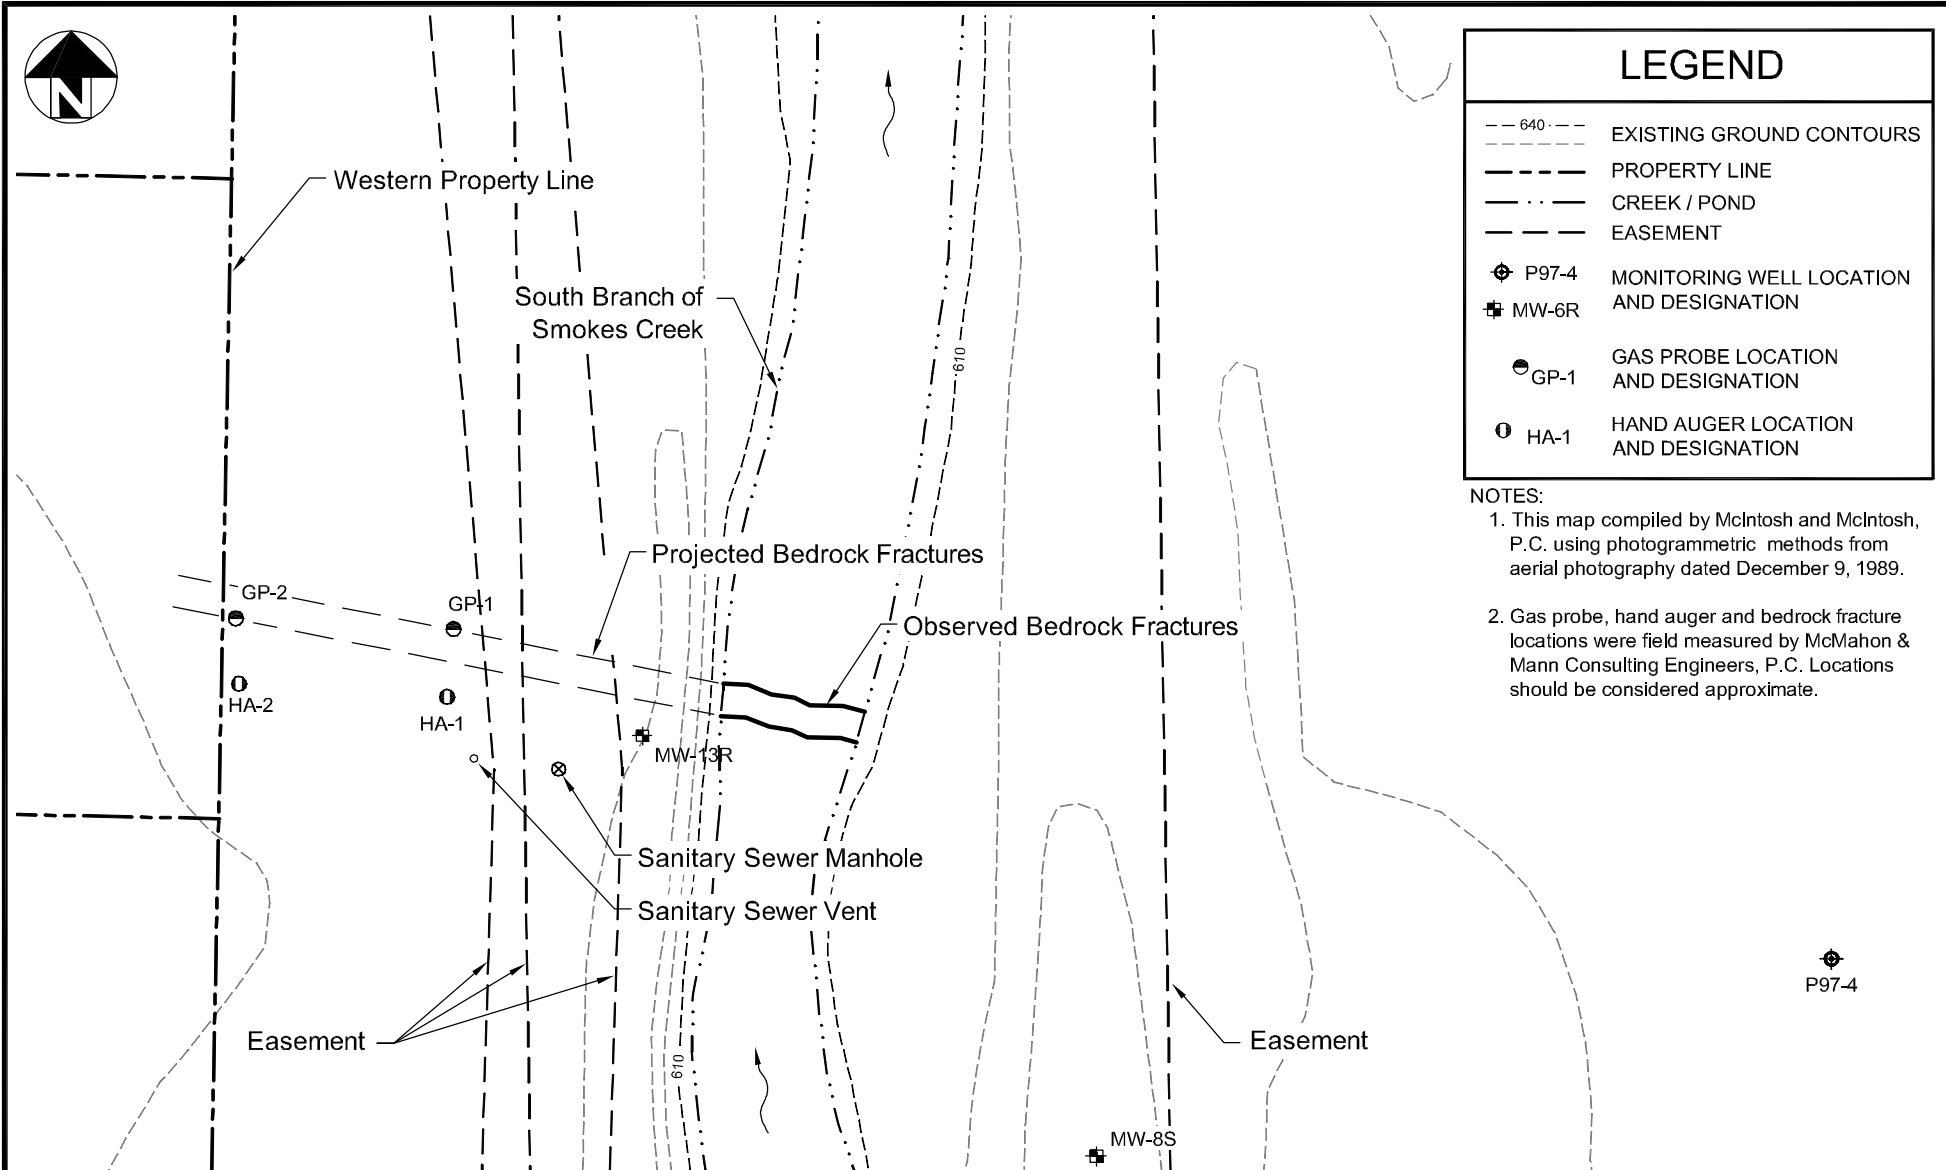 N
LEGEND
640
EXISTING GROUND CONTOURS
PROPERTY LINE
CREEK / POND
EASEMENT
P97-4
MW-6R
MONITORING WELL LOCATION
AND DESIGNATION
GP-1
GAS PROBE LOCATION
AND DESIGNATION
HA-1
HAND AUGER LOCATION
AND DESIGNATION
NOTES:
1. This map compiled by McIntosh and McIntosh,
P.C. using photogrammetric methods from
aerial photography dated December 9, 1989.
2. Gas probe, hand auger and bedrock fracture
locations were field measured by McMahon &
Mann Consulting Engineers, P.C. Locations
should be considered approximate.
Western Property Line
South Branch of
Smokes Creek
610
Projected Bedrock Fractures
GP-2
GP-1
Observed Bedrock Fractures
HA-2
HA-1
MW-13R
Sanitary Sewer Manhole
Sanitary Sewer Vent
P97-4
Easement
Easement
610
MW-8S